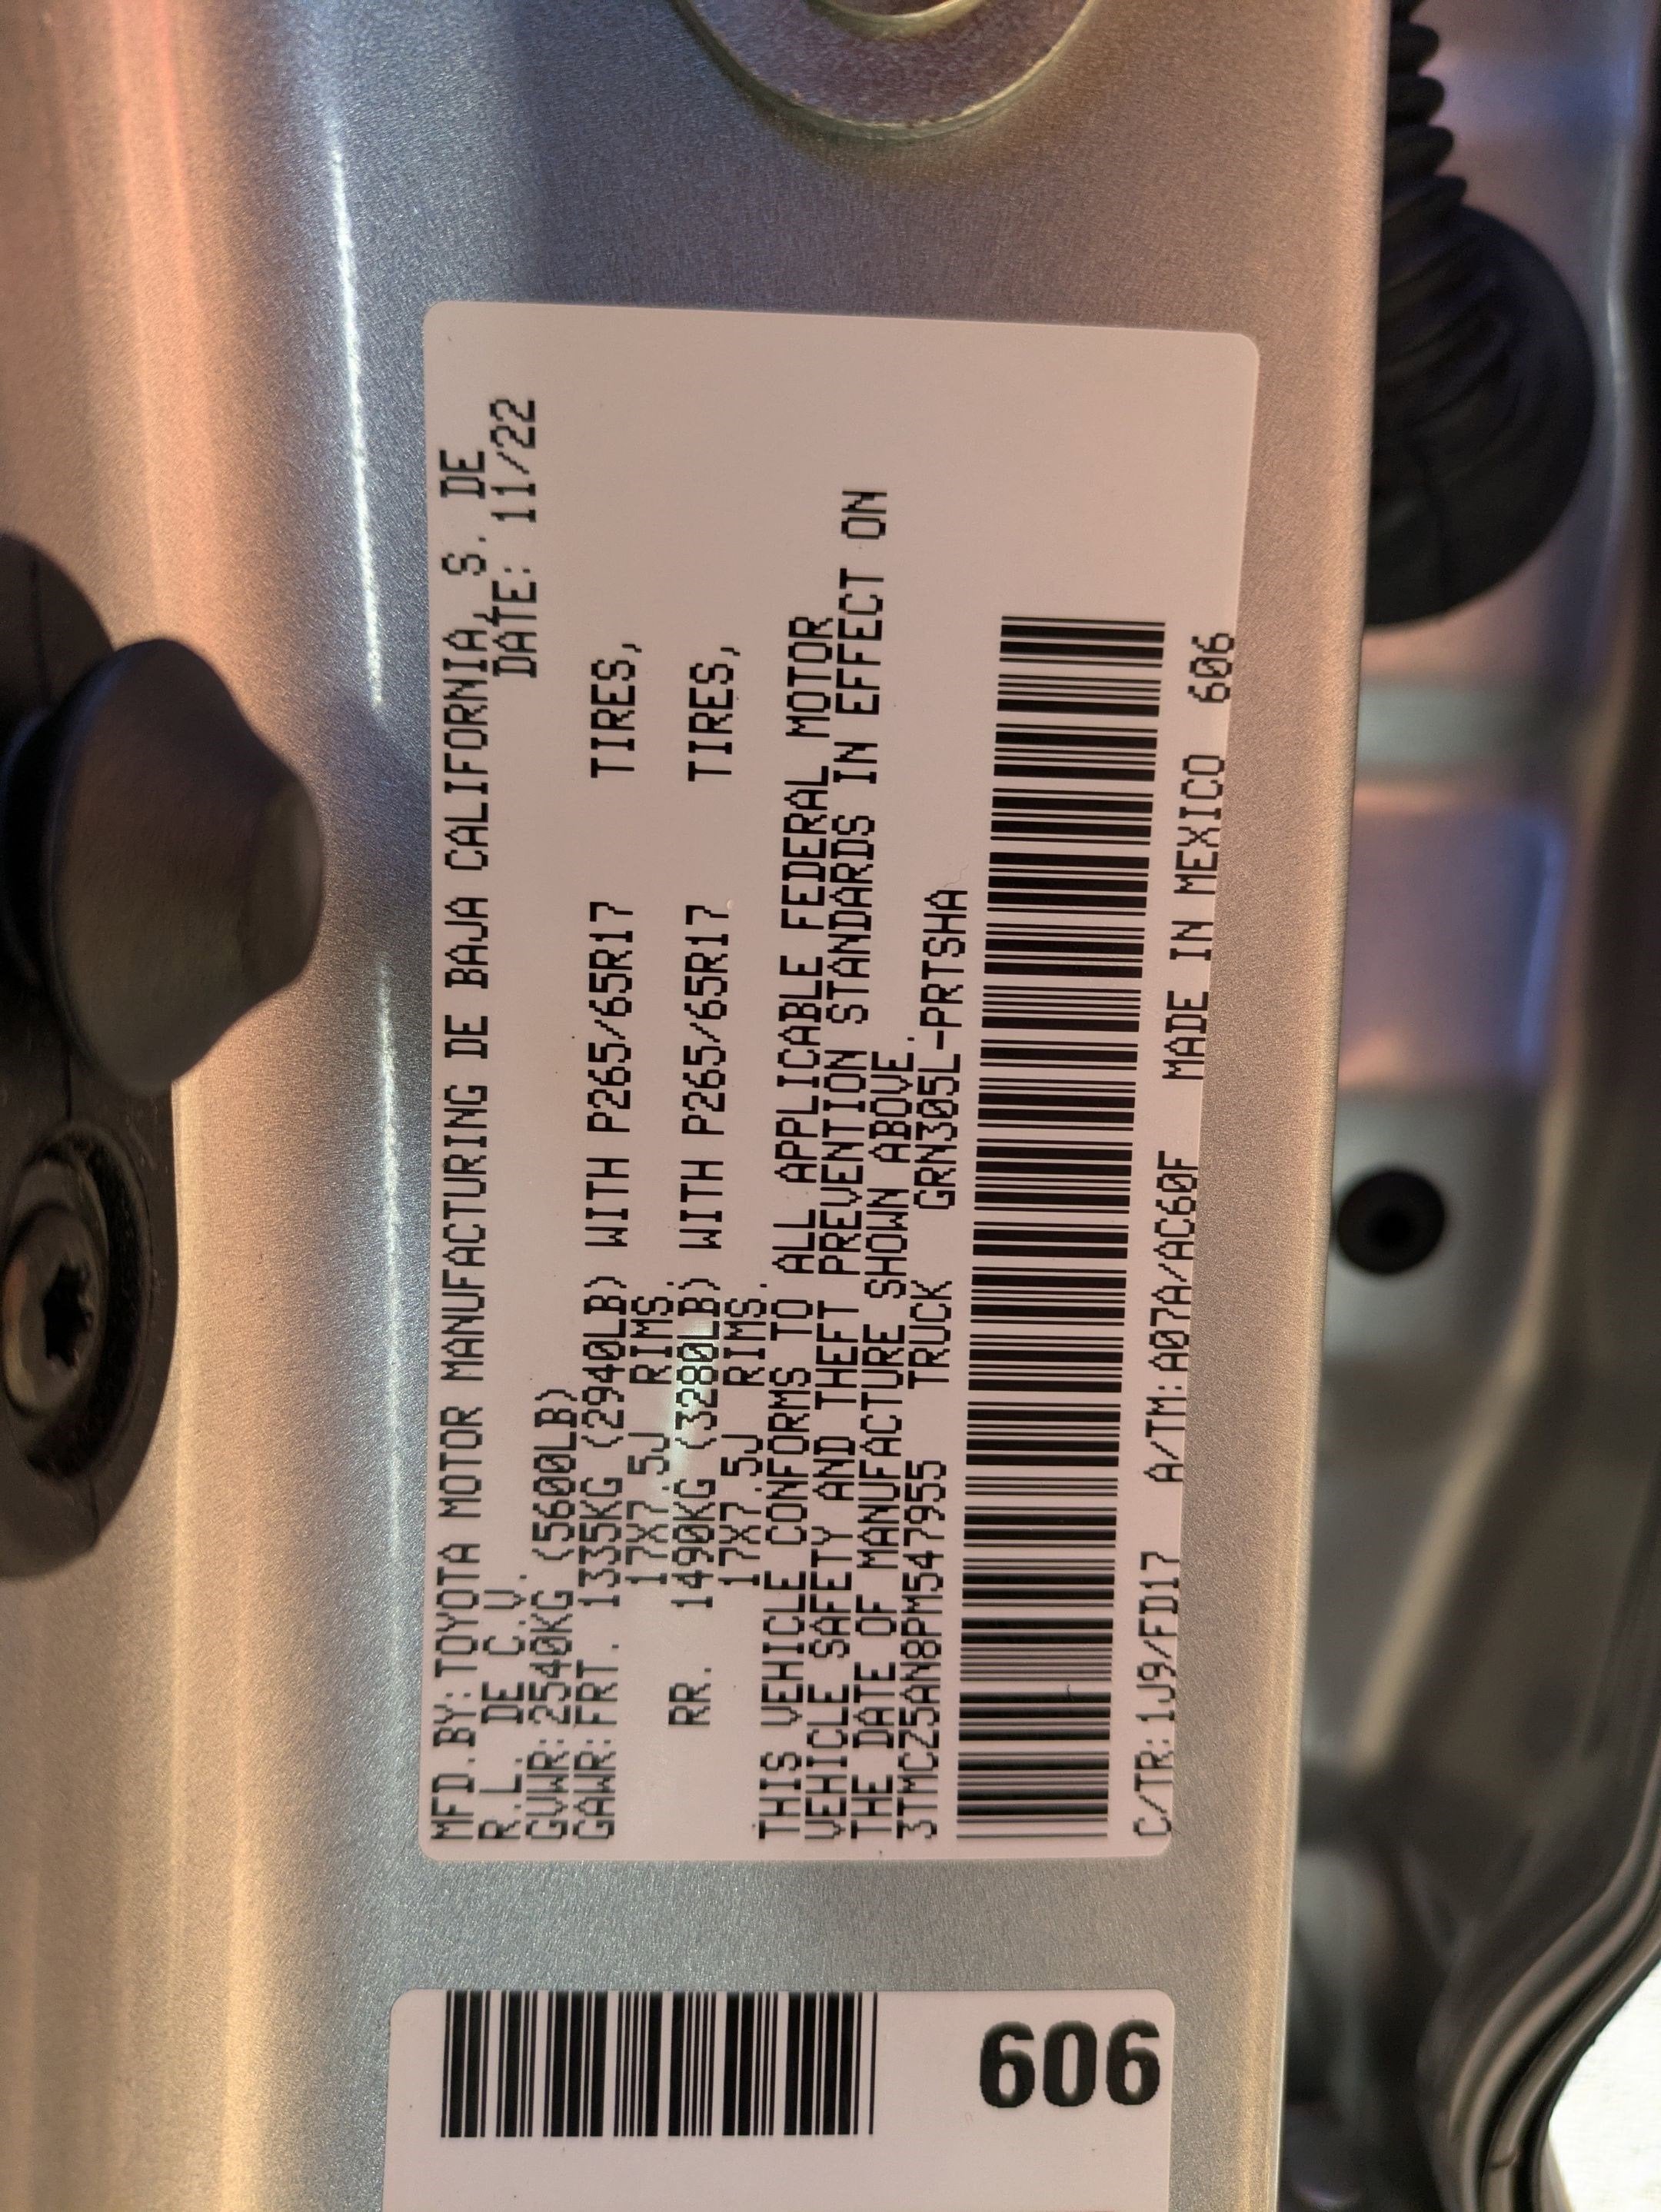 MFD.BY:TOYOTA MOTOR MANUFACTURING DE BAJA CALIFORNIA, S. DE
R.L. DE C.V. DATE: 11/22
GVWR:2540KG (5600LB)
GAWR:FRT. 1335KG (2940LB) WITH P265/65R17 TIRES,
17X7.5J RIMS.
RR. 1490KG (3280LB) WITH P265/65R17 TIRES,
17X7.5J RIMS.
THIS VEHICLE CONFORMS TO ALL APPLICABLE FEDERAL MOTOR
VEHICLE SAFETY AND THEFT PREVENTION STANDARDS IN EFFECT ON
THE DATE OF MANUFACTURE SHOWN ABOVE.
3TMCZ5AN8PM547955 TRUCK GRN305L-PRTSHA
C/TR:1J9/FD17 A/TM:A07A/AC60F MADE IN MEXICO 606
606